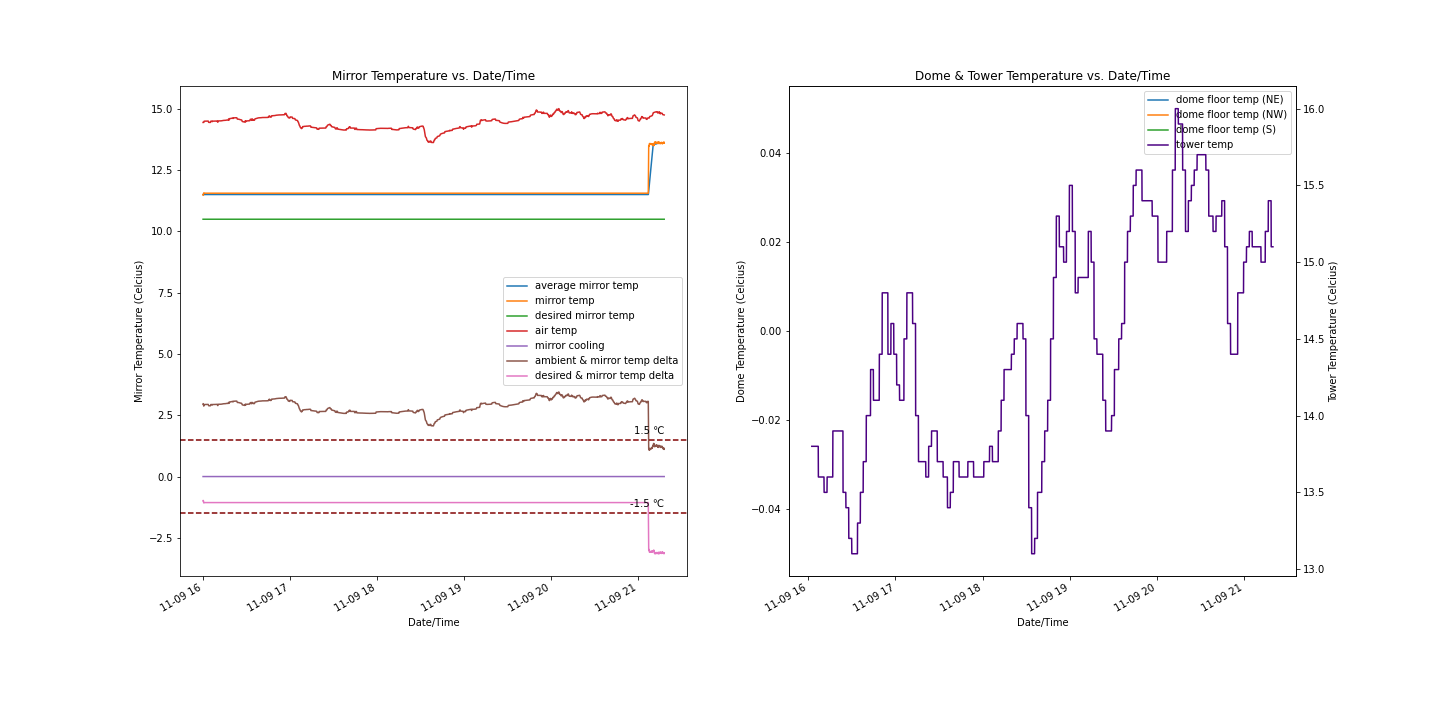 Mirror Temperature vs. Date/Time
Mirror Temperature (Celcius)
15.0
12.5
10.0
7.5
5.0
2.5
0.0
−2.5
average mirror temp
mirror temp
desired mirror temp
air temp
mirror cooling
ambient & mirror temp delta
desired & mirror temp delta
1.5 °C
-1.5 °C
11-09 16
11-09 17
11-09 18
11-09 19
11-09 20
11-09 21
Date/Time
Dome & Tower Temperature vs. Date/Time
Dome Temperature (Celcius)
0.04
0.02
0.00
−0.02
−0.04
dome floor temp (NE)
dome floor temp (NW)
dome floor temp (S)
tower temp
16.0
15.5
15.0
14.5
14.0
13.5
13.0
Tower Temperature (Celcius)
11-09 16
11-09 17
11-09 18
11-09 19
11-09 20
11-09 21
Date/Time